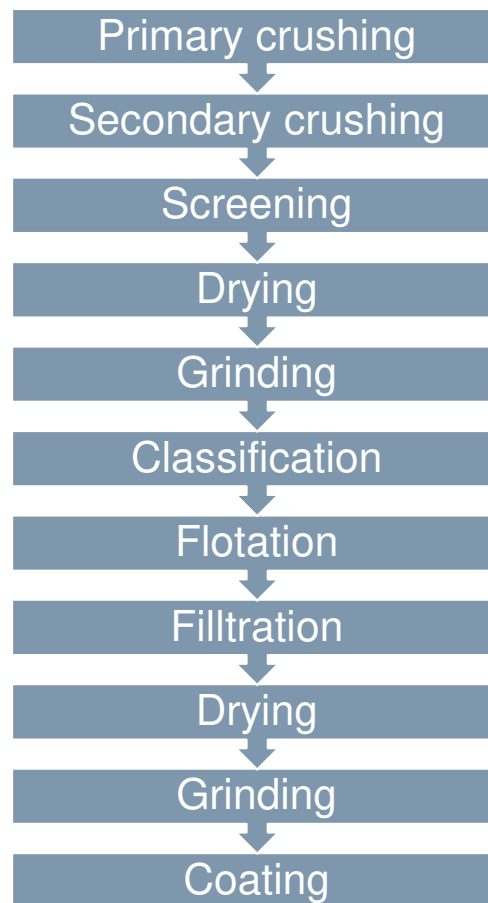 Primary crushing
Secondary crushing
Screening
Drying
Grinding
Classification
Flotation
Filltration
Drying
Grinding
Coating